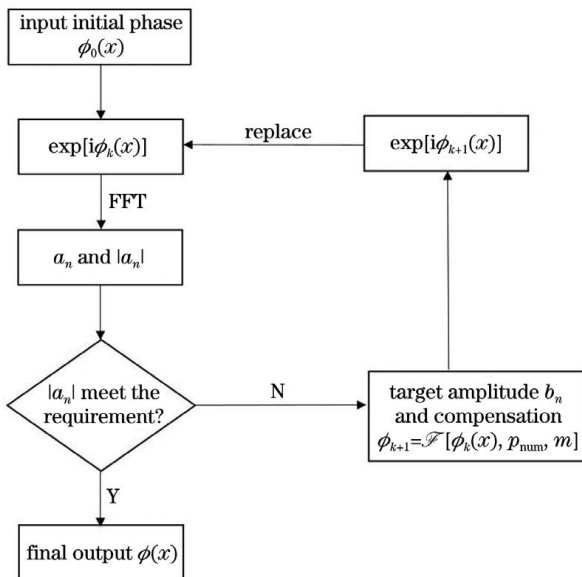 input initial phase
ϕ₀(x)
exp[iϕₖ(x)]
replace
exp[iϕₖ₊₁(x)]
FFT
aₙ and |aₙ|
|aₙ| meet the
requirement?
N
target amplitude bₙ
and compensation
ϕₖ₊₁=ℱ[ϕₖ(x), p_num, m]
Y
final output ϕ(x)